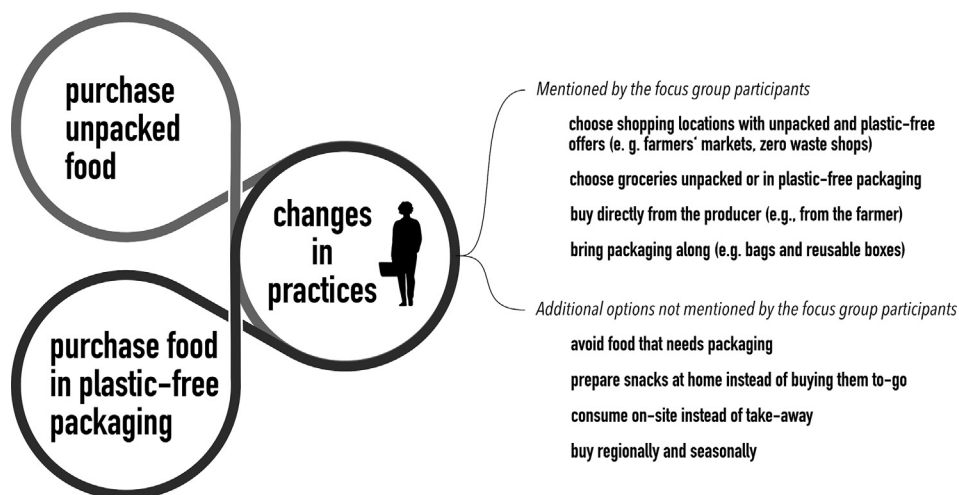 purchase
unpacked
food
purchase food
in plastic-free
packaging
changes
in
practices
Mentioned by the focus group participants
choose shopping locations with unpacked and plastic-free
offers (e. g. farmers‘ markets, zero waste shops)
choose groceries unpacked or in plastic-free packaging
buy directly from the producer (e.g., from the farmer)
bring packaging along (e.g. bags and reusable boxes)
Additional options not mentioned by the focus group participants
avoid food that needs packaging
prepare snacks at home instead of buying them to-go
consume on-site instead of take-away
buy regionally and seasonally